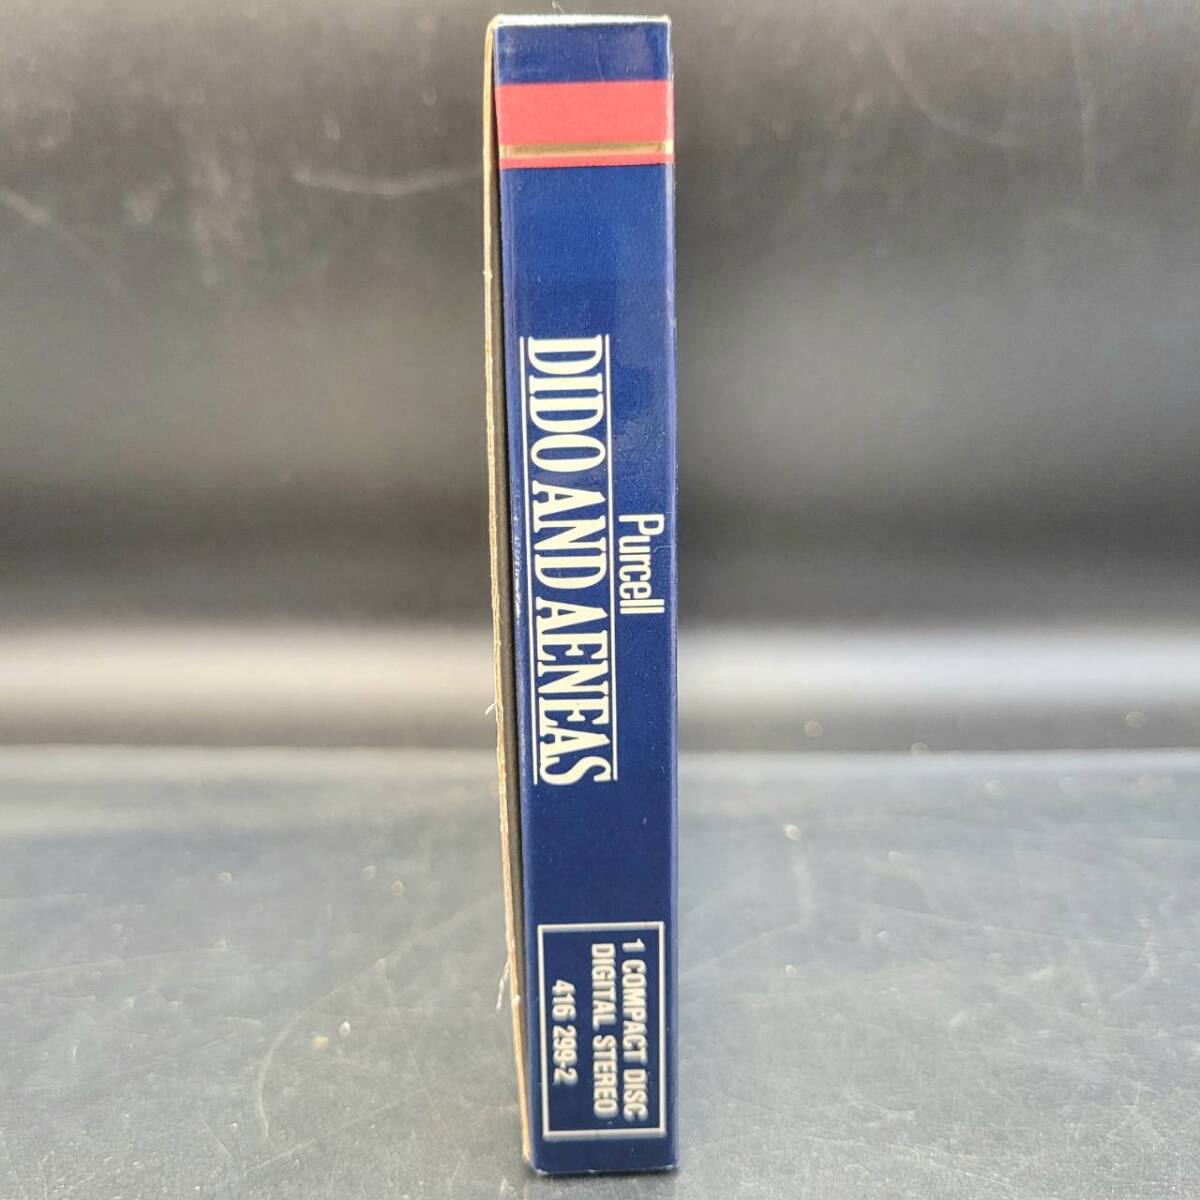 Purcell
DIDO AND AENEAS
1 COMPACT DISC
DIGITAL STEREO
416 299-2